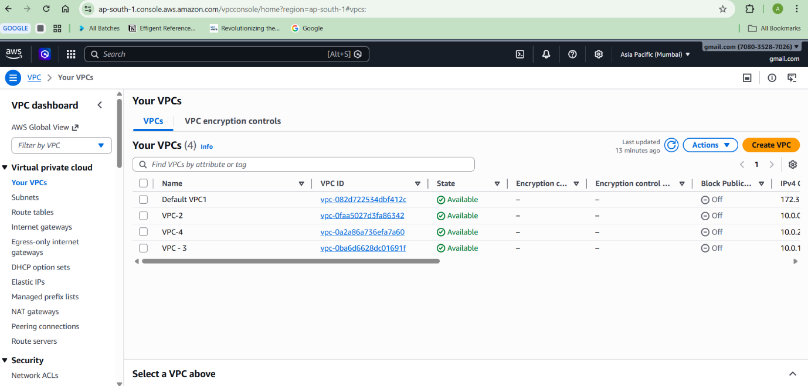 ap-south-1.console.aws.amazon.com/vpcconsole/home?region=ap-south-1#vpcs:
A
GOOGLE All Batches Effigent Reference... Revolutionizing the... Google All Bookmarks
aws Search [Alt+S] Asia Pacific (Mumbai) gmail.com (7080-3528-7026)
gmail.com
VPC > Your VPCs
VPC dashboard
AWS Global View
Filter by VPC
Virtual private cloud
Your VPCs
Subnets
Route tables
Internet gateways
Egress-only internet
gateways
DHCP option sets
Elastic IPs
Managed prefix lists
NAT gateways
Peering connections
Route servers
Security
Network ACLs
Your VPCs
VPCs VPC encryption controls
Your VPCs (4) Info
Last updated
13 minutes ago
Actions
Create VPC
Find VPCs by attribute or tag
1
Name VPC ID State Encryption c... Encryption control ... Block Public... IPv4 C
Default VPC1 vpc-082d722534dbf412c Available – – Off 172.3
VPC-2 vpc-0faa5027d3fa86342 Available – – Off 10.0.0
VPC-4 vpc-0a2a86a736efa7a60 Available – – Off 10.0.2
VPC - 3 vpc-0ba6d6628dc01691f Available – – Off 10.0.1
Select a VPC above